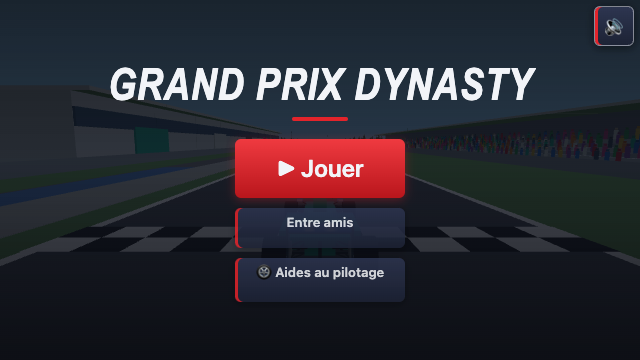 GRAND PRIX DYNASTY
Jouer
Entre amis
Aides au pilotage